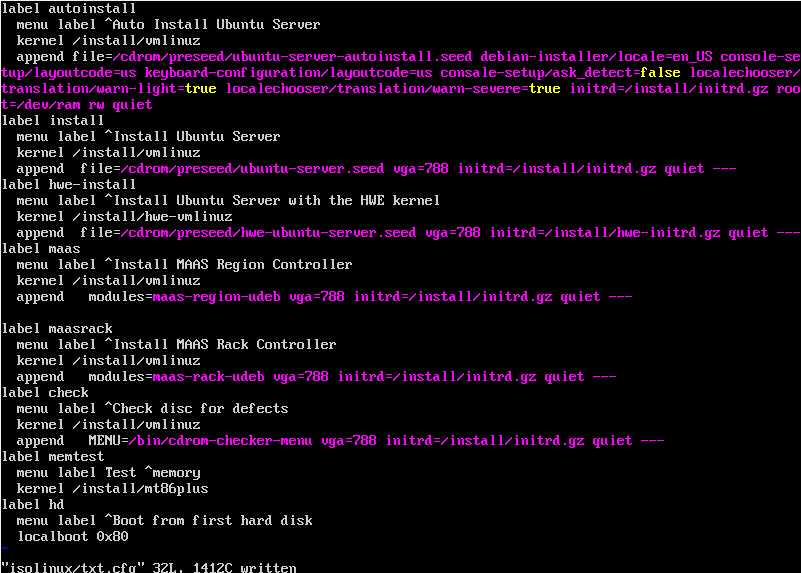 label autoinstall
  menu label ^Auto Install Ubuntu Server
  kernel /install/vmlinuz
  append file=/cdrom/preseed/ubuntu-server-autoinstall.seed debian-installer/locale=en_US console-se
tup/layoutcode=us keyboard-configuration/layoutcode=us consale-setup/ask_detect=false localechooser/
translation/warn-light=true localechooser/translation/warn-severe=true initrd=/install/initrd.gz roo
t=/dev/ram rw quiet
label install
  menu label ^Install Ubuntu Server
  kernel /install/vmlinuz
  append  file=/cdrom/preseed/ubuntu-server.seed vga=788 initrd=/install/initrd.gz quiet ---
label hwe-install
  menu label ^Install Ubuntu Server with the HWE kernel
  kernel /install/hwe-vmlinuz
  append  file=/cdrom/preseed/hwe-ubuntu-server.seed vga=788 initrd=/install/hwe-initrd.gz quiet ---
label maas
  menu label ^Install MAAS Region Controller
  kernel /install/vmlinuz
  append   modules=maas-region-udeb vga=788 initrd=/install/initrd.gz quiet ---

label maasrack
  menu label ^Install MAAS Rack Controller
  kernel /install/vmlinuz
  append   modules=maas-rack-udeb vga=788 initrd=/install/initrd.gz quiet ---
label check
  menu label ^Check disc for defects
  kernel /install/vmlinuz
  append   MENU=/bin/cdrom-checker-menu vga=788 initrd=/install/initrd.gz quiet ---
label memtest
  menu label Test ^memory
  kernel /install/mt86plus
label hd
  menu label ^Boot from first hard disk
  localboot 0x80
~
"isolinux/txt.cfg" 32L, 1412C written